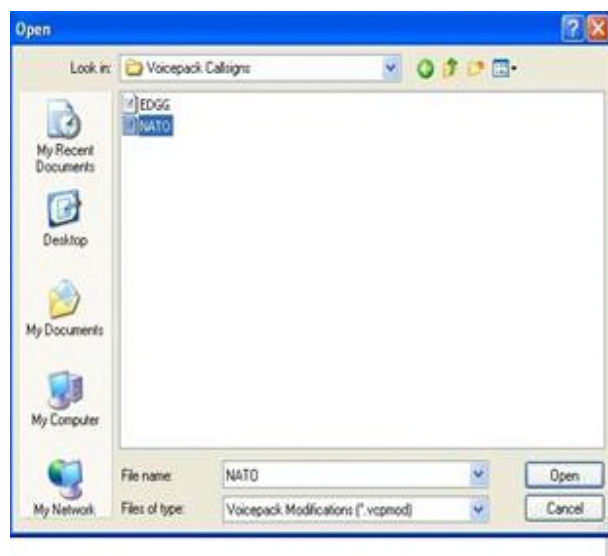 Open
Look in: Voicepack Callsigns
EDGG
NATO
My Recent
Documents
Desktop
My Documents
My Computer
My Network
File name: NATO
Open
Files of type: Voicepack Modifications (*.vcpmod)
Cancel